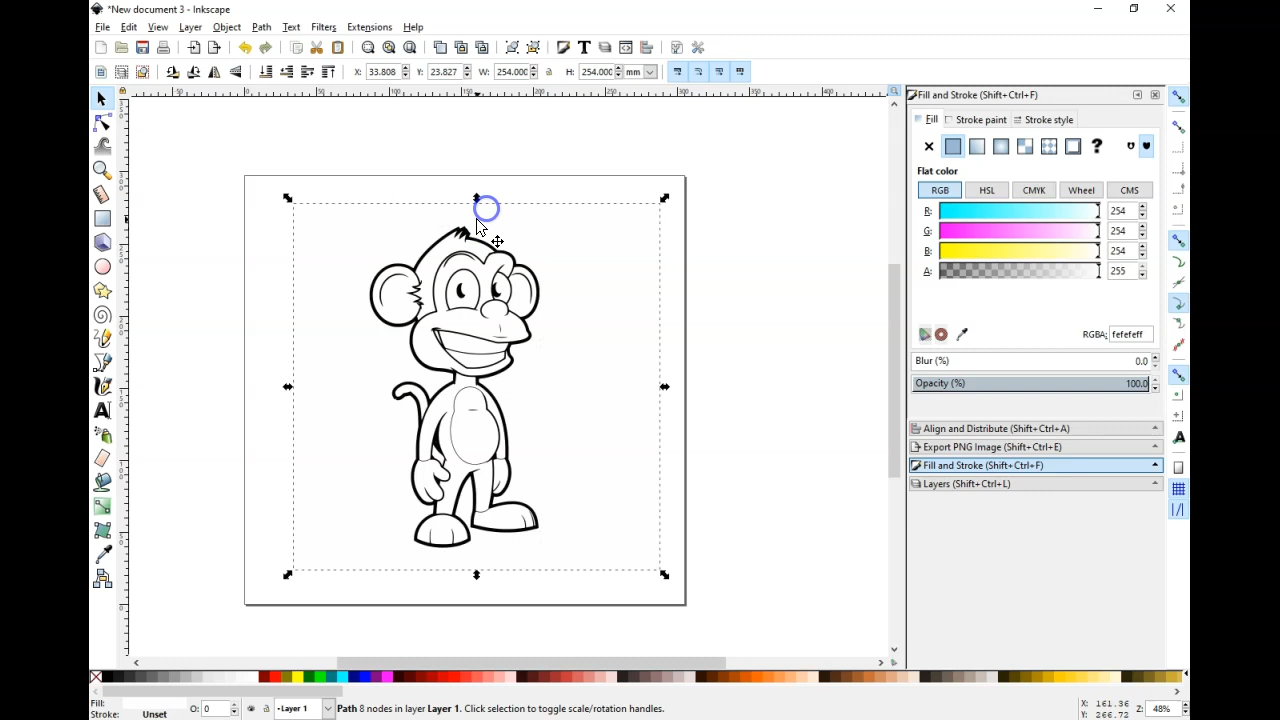 *New document 3 - Inkscape
File Edit View Layer Object Path Text Filters Extensions Help
X: 33.808 Y: 23.827 W: 254.000 H: 254.000 mm
Fill and Stroke (Shift+Ctrl+F)
Fill Stroke paint Stroke style
Flat color
RGB HSL CMYK Wheel CMS
R: 254
G: 254
B: 254
A: 255
RGBA: fefefeff
Blur (%) 0.0
Opacity (%) 100.0
Align and Distribute (Shift+Ctrl+A)
Export PNG Image (Shift+Ctrl+E)
Fill and Stroke (Shift+Ctrl+F)
Layers (Shift+Ctrl+L)
Fill:
Stroke: Unset
O: 0
Layer 1
Path 8 nodes in layer Layer 1. Click selection to toggle scale/rotation handles.
X: 161.36
Y: 266.72
Z: 48%